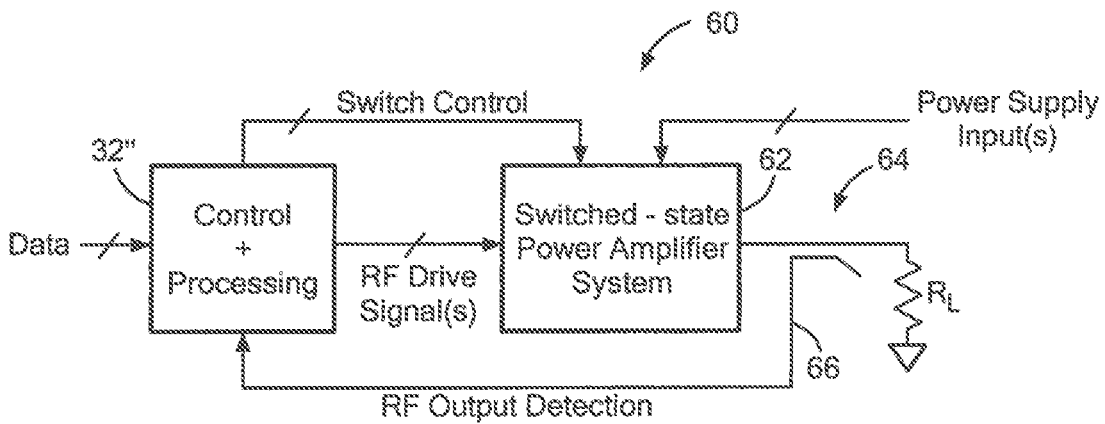 60
Switch Control
Power Supply
Input(s)
32"
62
64
Control
+
Processing
Switched - state
Power Amplifier
System
Data
RF Drive
Signal(s)
RL
66
RF Output Detection